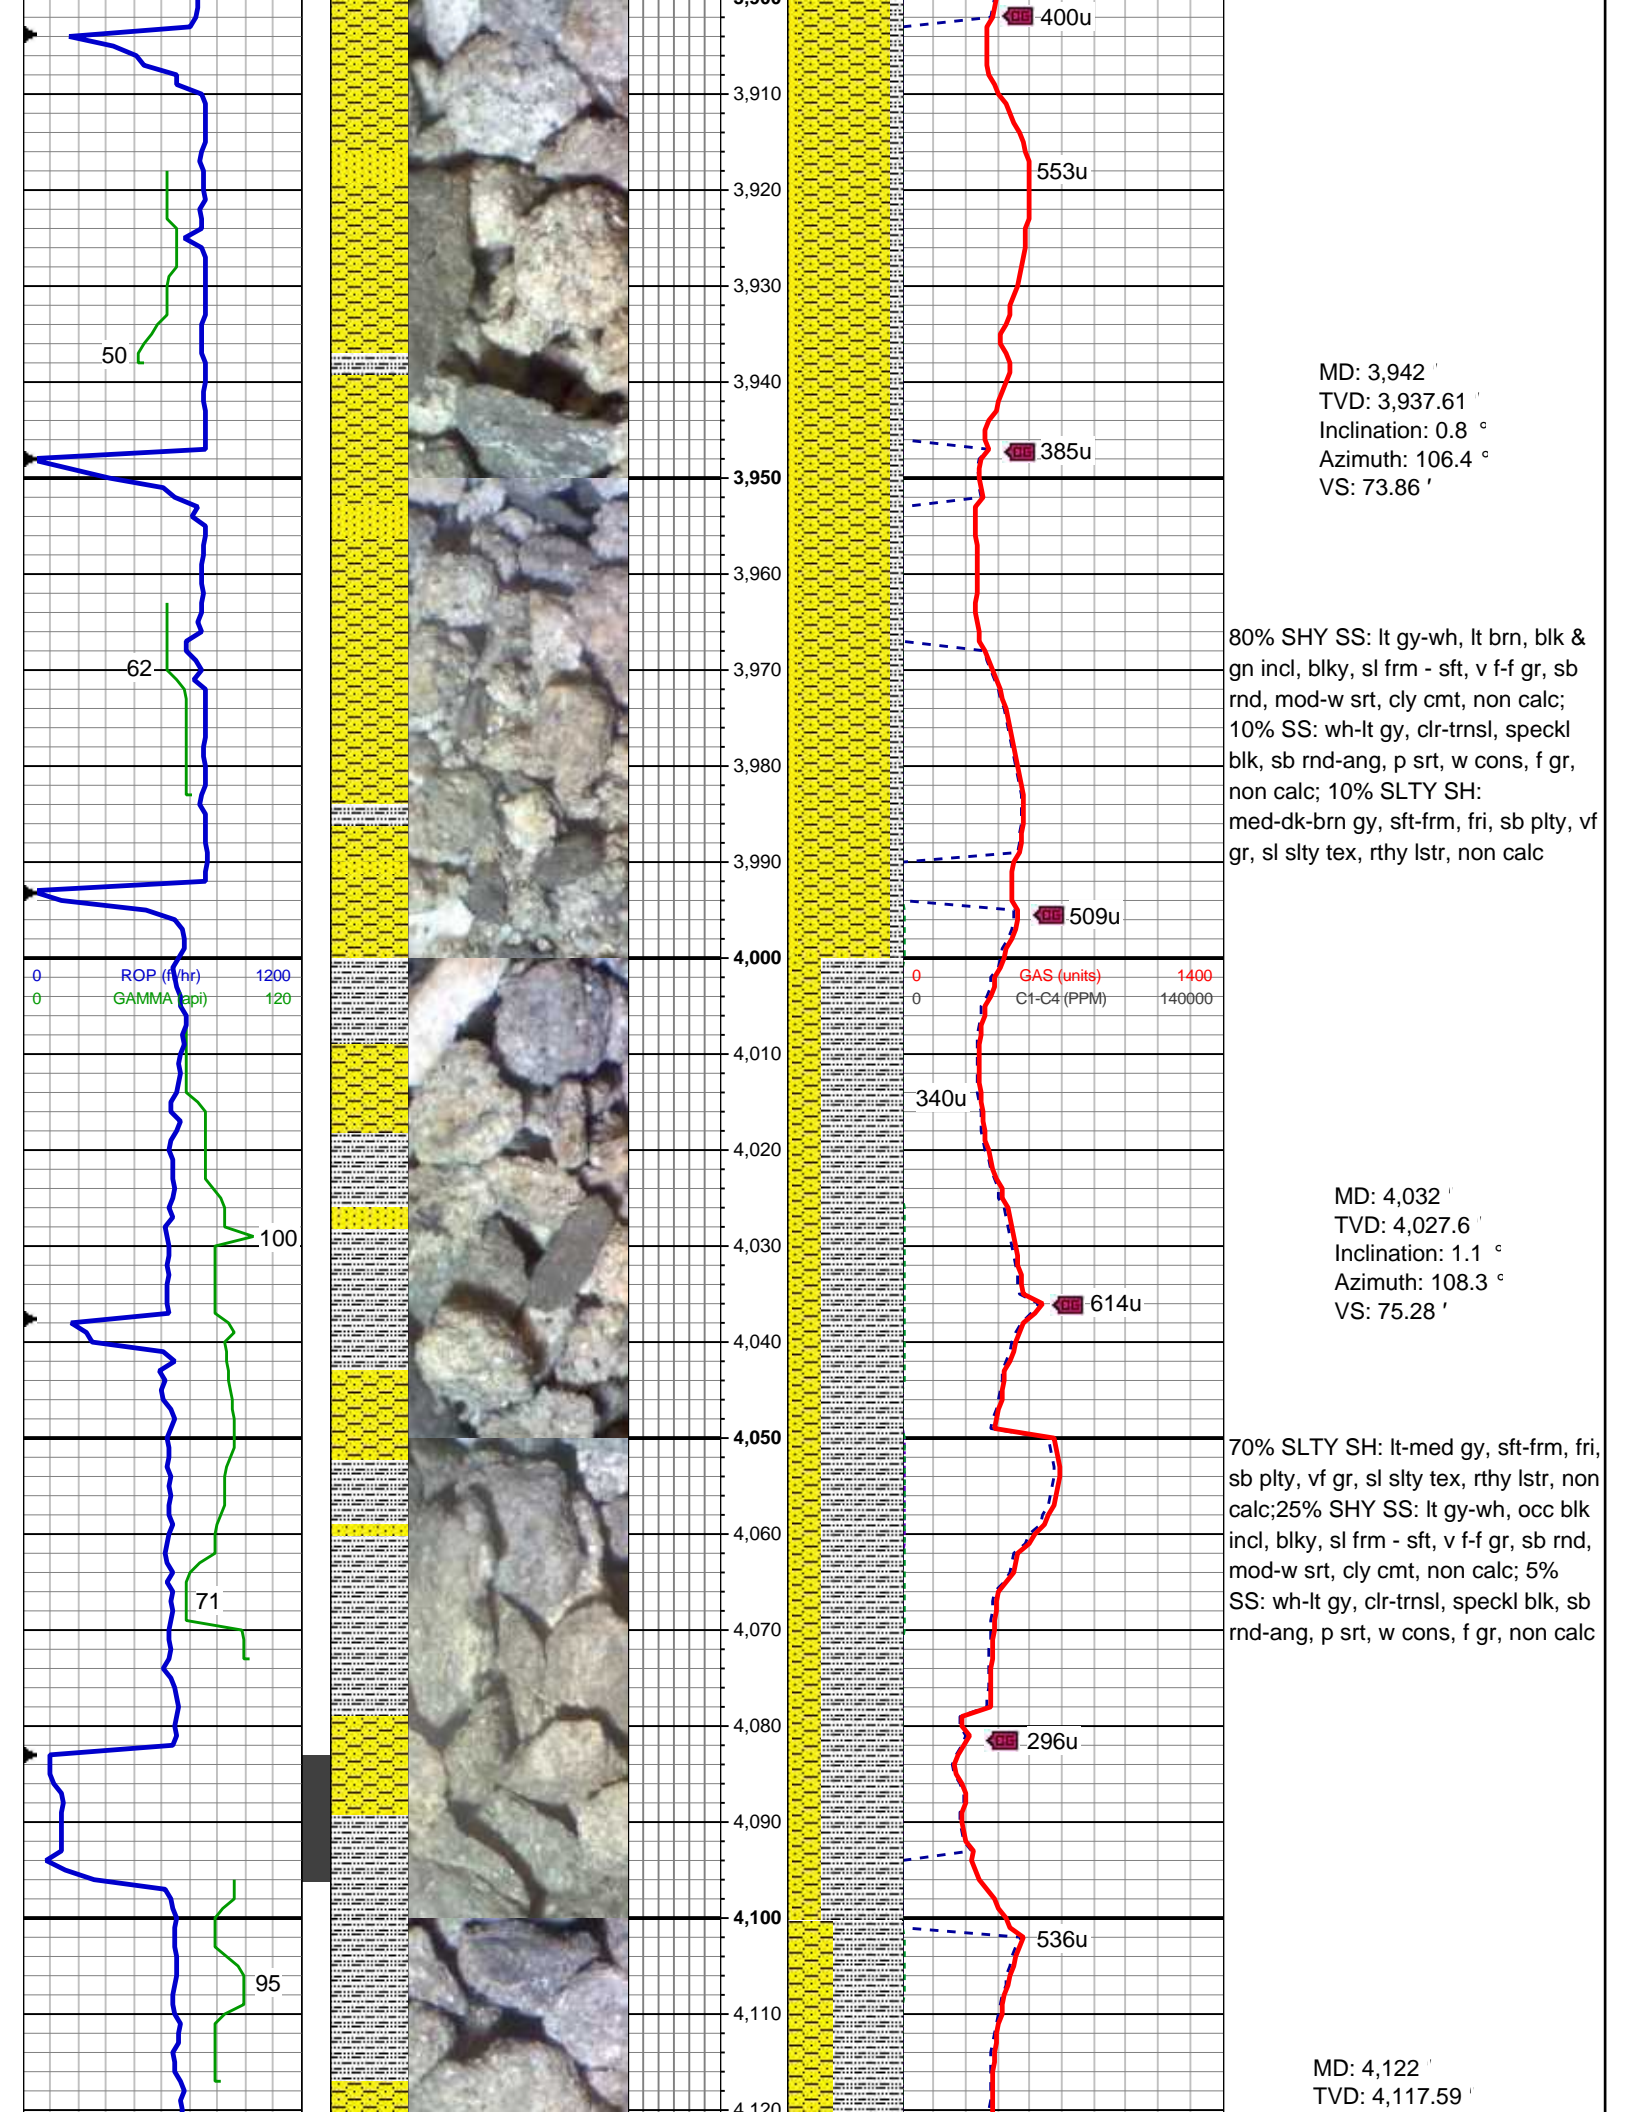 3,900
400u
3,910
553u
3,920
3,930
50
3,940
MD: 3,942 '
TVD: 3,937.61 '
Inclination: 0.8 °
Azimuth: 106.4 °
VS: 73.86 '
CG 385u
3,950
3,960
62
3,970
80% SHY SS: lt gy-wh, lt brn, blk &
gn incl, blky, sl frm - sft, v f-f gr, sb
rnd, mod-w srt, cly cmt, non calc;
10% SS: wh-lt gy, clr-trnsl, speckl
blk, sb rnd-ang, p srt, w cons, f gr,
non calc; 10% SLTY SH:
med-dk-brn gy, sft-frm, fri, sb plty, vf
gr, sl slty tex, rthy lstr, non calc
3,980
3,990
CG 509u
4,000
0 ROP (ft/hr) 1200
0 GAMMA (api) 120
0 GAS (units) 1400
0 C1-C4 (PPM) 140000
4,010
340u
4,020
100
4,030
MD: 4,032 '
TVD: 4,027.6 '
Inclination: 1.1 °
Azimuth: 108.3 °
VS: 75.28 '
CG 614u
4,040
4,050
70% SLTY SH: lt-med gy, sft-frm, fri,
sb plty, vf gr, sl slty tex, rthy lstr, non
calc;25% SHY SS: lt gy-wh, occ blk
incl, blky, sl frm - sft, v f-f gr, sb rnd,
mod-w srt, cly cmt, non calc; 5%
SS: wh-lt gy, clr-trnsl, speckl blk, sb
rnd-ang, p srt, w cons, f gr, non calc
4,060
71
4,070
4,080
CG 296u
4,090
4,100
536u
95
4,110
MD: 4,122 '
TVD: 4,117.59 '
4,120